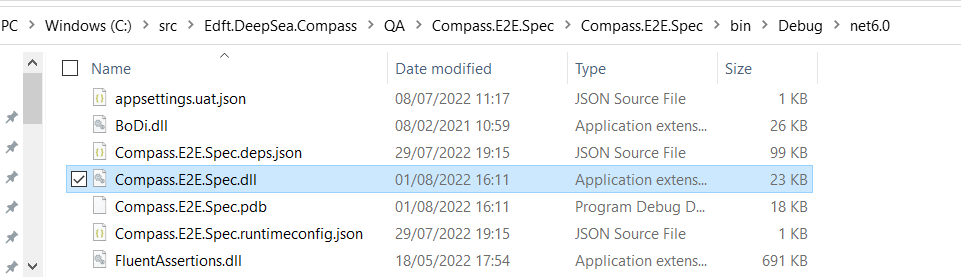 PC > Windows (C:) > src > Edft.DeepSea.Compass > QA > Compass.E2E.Spec > Compass.E2E.Spec > bin > Debug > net6.0
Name Date modified Type Size
appsettings.uat.json 08/07/2022 11:17 JSON Source File 1 KB
BoDi.dll 08/02/2021 10:59 Application extens... 26 KB
Compass.E2E.Spec.deps.json 29/07/2022 19:15 JSON Source File 99 KB
Compass.E2E.Spec.dll 01/08/2022 16:11 Application extens... 23 KB
Compass.E2E.Spec.pdb 01/08/2022 16:11 Program Debug D... 18 KB
Compass.E2E.Spec.runtimeconfig.json 29/07/2022 19:15 JSON Source File 1 KB
FluentAssertions.dll 18/05/2022 17:54 Application extens... 691 KB